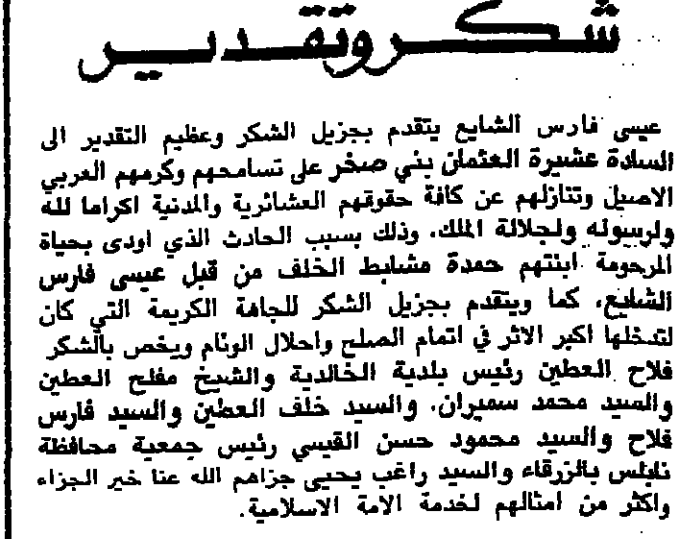 شكر وتقدير
عيسى فارس الشايع يتقدم بجزيل الشكر وعظيم التقدير الى
السادة عشيرة العثمان بني صخر على تسامحهم وكرمهم العربي
الاصيل وتنازلهم عن كافة حقوقهم العشائرية والمدنية اكراما لله
ولرسوله ولجلالة الملك. وذلك بسبب الحادث الذي اودى بحياة
المرحومة ابنتهم حمدة مشابط الخلف من قبل عيسى فارس
الشايع. كما ويتقدم بجزيل الشكر للجاهة الكريمة التي كان
لتدخلها اكبر الاثر في اتمام الصلح واحلال الوئام ويخص بالشكر
فلاح العطين رئيس بلدية الخالدية والشيخ مفلح العطين
والسيد محمد سميران. والسيد خلف العطين والسيد فارس
فلاح والسيد محمود حسن القيسي رئيس جمعية محافظة
نابلس بالزرقاء والسيد راغب يحيى جزاهم الله عنا خير الجزاء
واكثر من امثالهم لخدمة الامة الاسلامية.